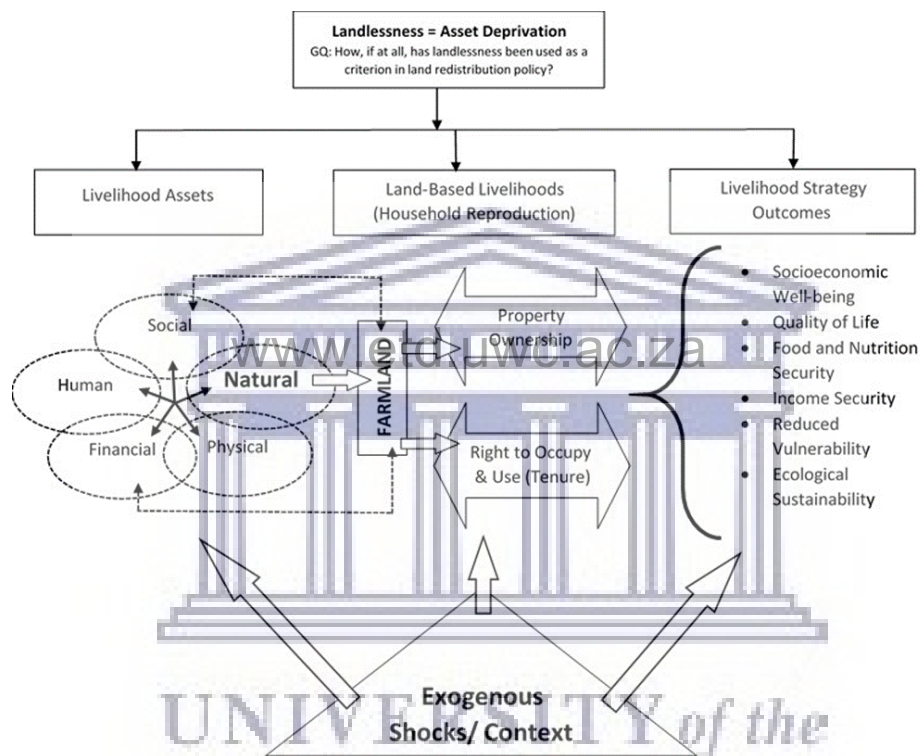 Landlessness = Asset Deprivation
GQ: How, if at all, has landlessness been used as a
criterion in land redistribution policy?
Livelihood Assets
Land-Based Livelihoods
(Household Reproduction)
Livelihood Strategy
Outcomes
Social
Human
Natural
Financial
Physical
FARMLAND
Property
Ownership
Right to Occupy
& Use (Tenure)
• Socioeconomic
Well-being
• Quality of Life
• Food and Nutrition
Security
• Income Security
• Reduced
Vulnerability
• Ecological
Sustainability
www.etd.uwc.ac.za
Exogenous
Shocks/ Context
UNIVERSITY of the